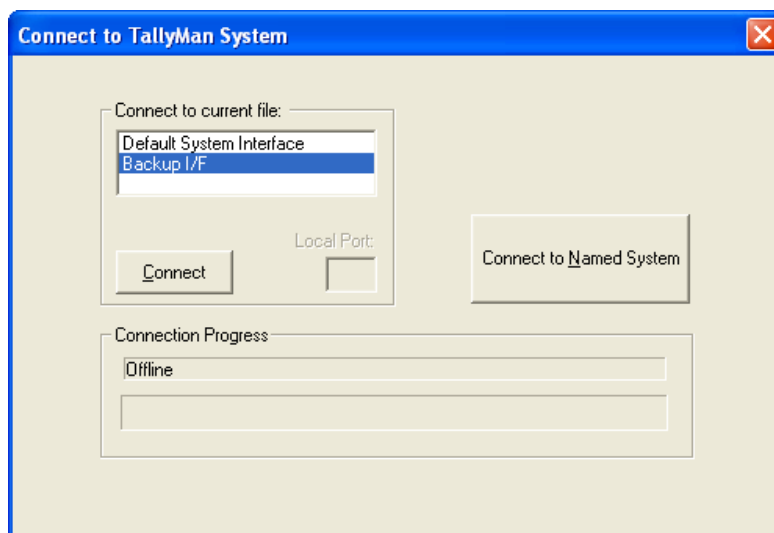 Connect to TallyMan System
Connect to current file:
Default System Interface
Backup I/F
Local Port:
Connect
Connect to Named System
Connection Progress
Offline